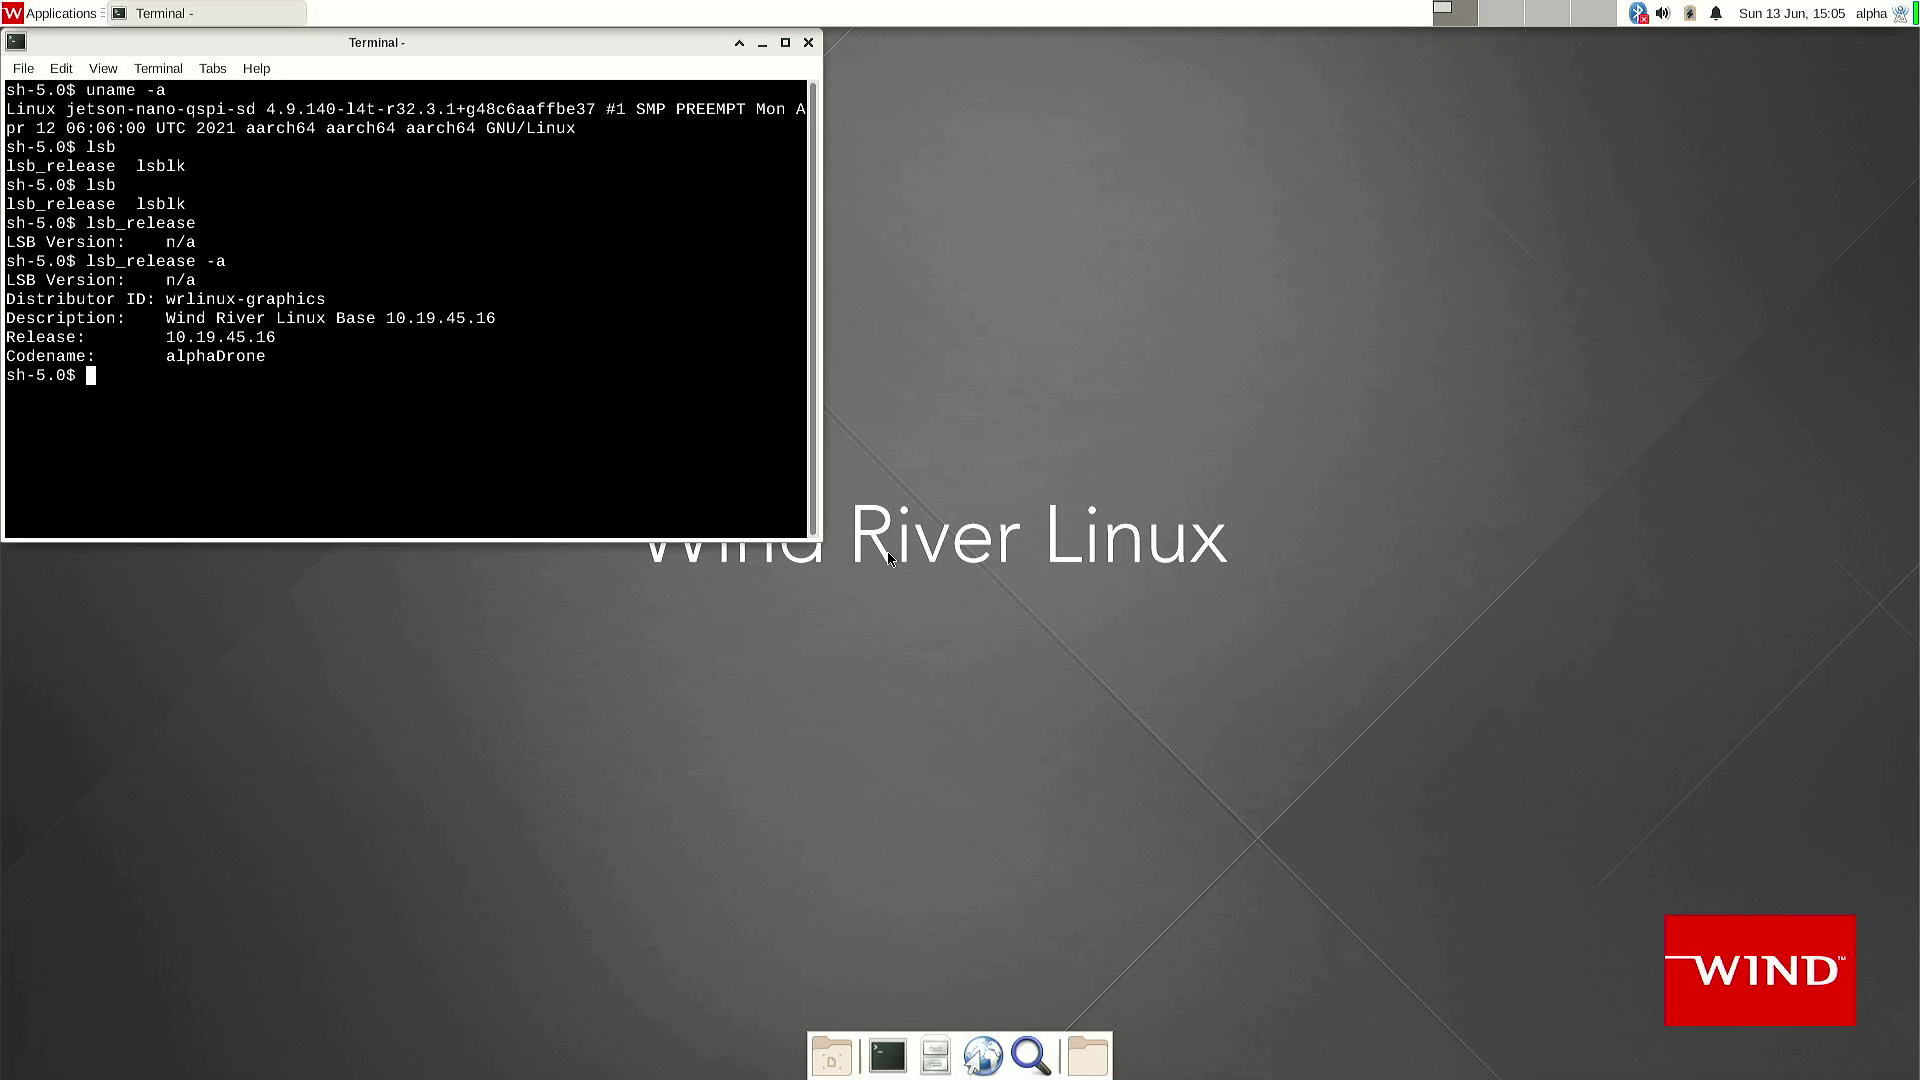 Applications
Terminal -
Sun 13 Jun, 15:05
alpha
Terminal -
File Edit View Terminal Tabs Help
sh-5.0$ uname -a
Linux jetson-nano-qspi-sd 4.9.140-l4t-r32.3.1+g48c6aaffbe37 #1 SMP PREEMPT Mon A
pr 12 06:06:00 UTC 2021 aarch64 aarch64 aarch64 GNU/Linux
sh-5.0$ lsb
lsb_release  lsblk
sh-5.0$ lsb
lsb_release  lsblk
sh-5.0$ lsb_release
LSB Version:    n/a
sh-5.0$ lsb_release -a
LSB Version:    n/a
Distributor ID: wrlinux-graphics
Description:    Wind River Linux Base 10.19.45.16
Release:        10.19.45.16
Codename:       alphaDrone
sh-5.0$
Wind River Linux
WIND™